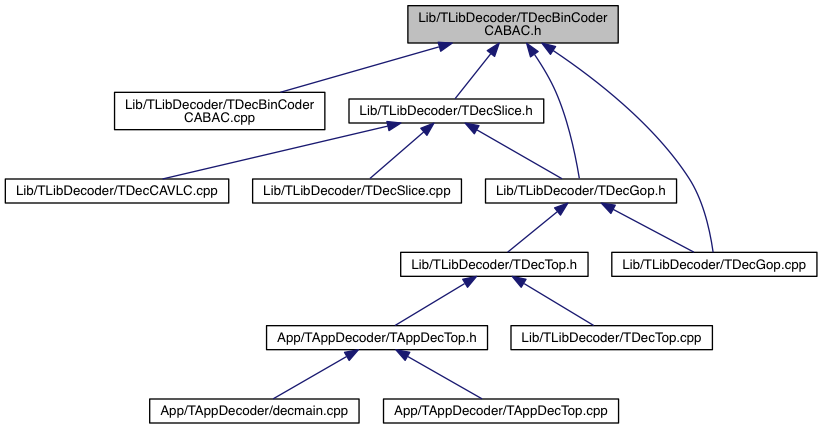 Lib/TLibDecoder/TDecBinCoder
CABAC.h
Lib/TLibDecoder/TDecBinCoder
CABAC.cpp
Lib/TLibDecoder/TDecSlice.h
Lib/TLibDecoder/TDecCAVLC.cpp
Lib/TLibDecoder/TDecSlice.cpp
Lib/TLibDecoder/TDecGop.h
Lib/TLibDecoder/TDecTop.h
Lib/TLibDecoder/TDecGop.cpp
App/TAppDecoder/TAppDecTop.h
Lib/TLibDecoder/TDecTop.cpp
App/TAppDecoder/decmain.cpp
App/TAppDecoder/TAppDecTop.cpp